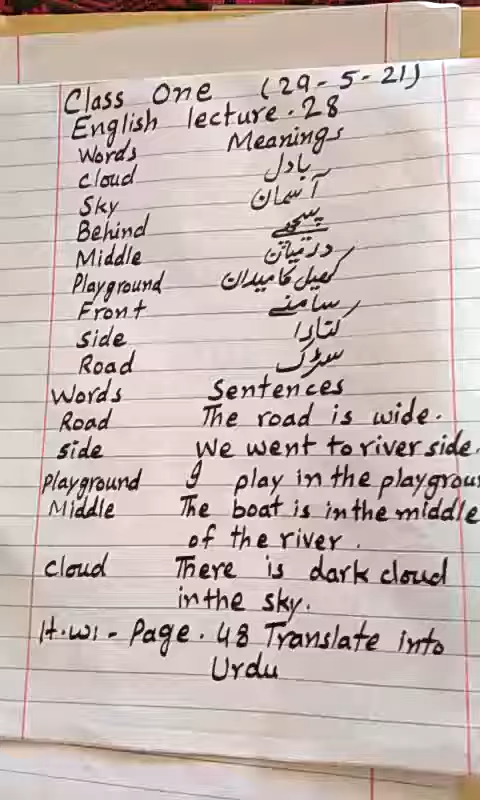 Class One (29-5-21)
English lecture.28
Words Meanings
Cloud بادل
Sky آسمان
Behind پیچھے
Middle درمیان
Playground کھیل کا میدان
Front سامنے
Side کنارا
Road سڑک
Words Sentences
Road The road is wide.
Side We went to river side.
Playground I play in the playgrou
Middle The boat is in the middle
of the river.
Cloud There is dark cloud
in the sky.
H.W:- Page. 48 Translate into
Urdu